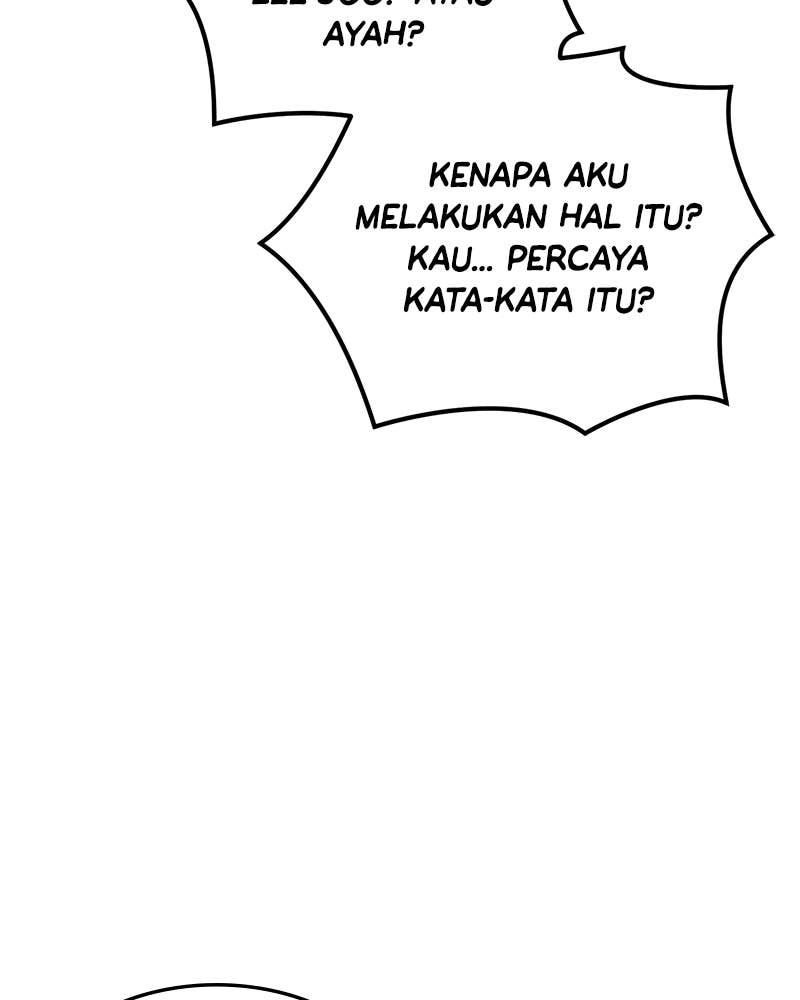 AYAH?
KENAPA AKU
MELAKUKAN HAL ITU?
KAU... PERCAYA
KATA-KATA ITU?